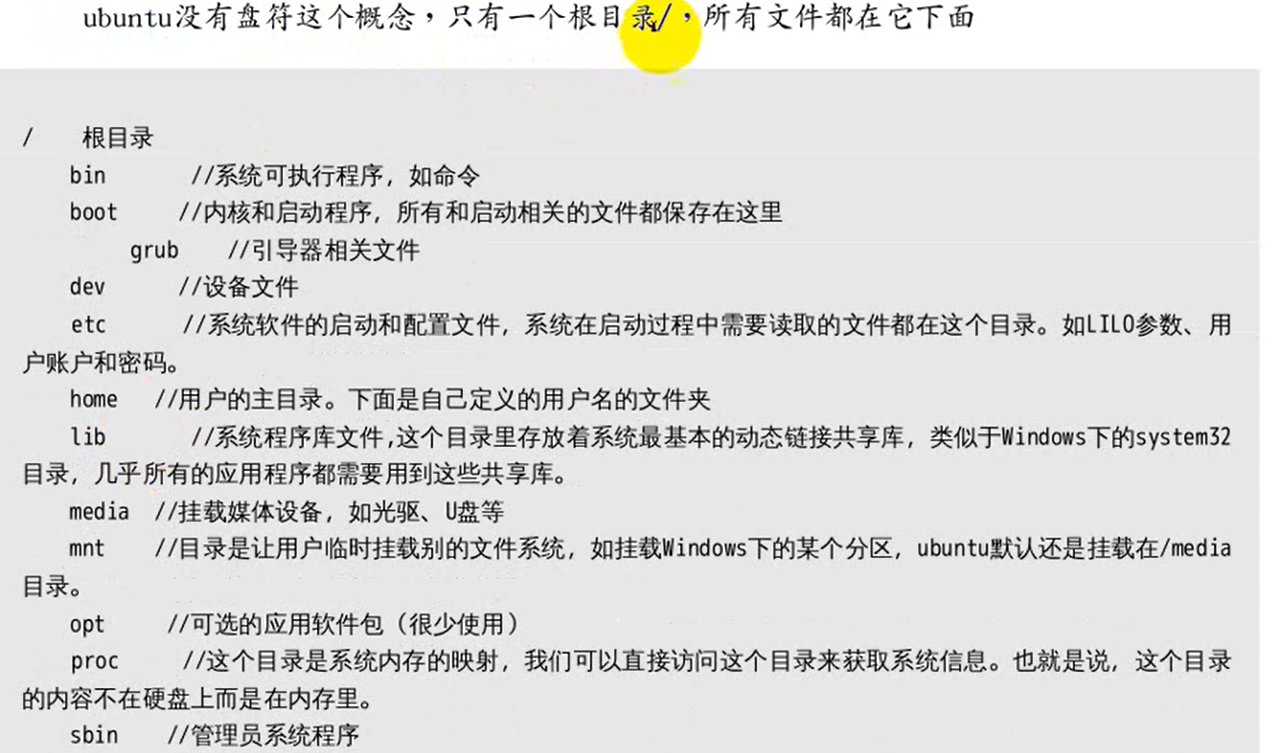 ubuntu没有盘符这个概念，只有一个根目录/，所有文件都在它下面
/ 根目录
bin //系统可执行程序，如命令
boot //内核和启动程序，所有和启动相关的文件都保存在这里
grub //引导器相关文件
dev //设备文件
etc //系统软件的启动和配置文件，系统在启动过程中需要读取的文件都在这个目录。如LILO参数、用
户账户和密码。
home //用户的主目录。下面是自己定义的用户名的文件夹
lib //系统程序库文件,这个目录里存放着系统最基本的动态链接共享库，类似于Windows下的system32
目录，几乎所有的应用程序都需要用到这些共享库。
media //挂载媒体设备，如光驱、U盘等
mnt //目录是让用户临时挂载别的文件系统，如挂载Windows下的某个分区，ubuntu默认还是挂载在/media
目录。
opt //可选的应用软件包（很少使用）
proc //这个目录是系统内存的映射，我们可以直接访问这个目录来获取系统信息。也就是说，这个目录
的内容不在硬盘上而是在内存里。
sbin //管理员系统程序